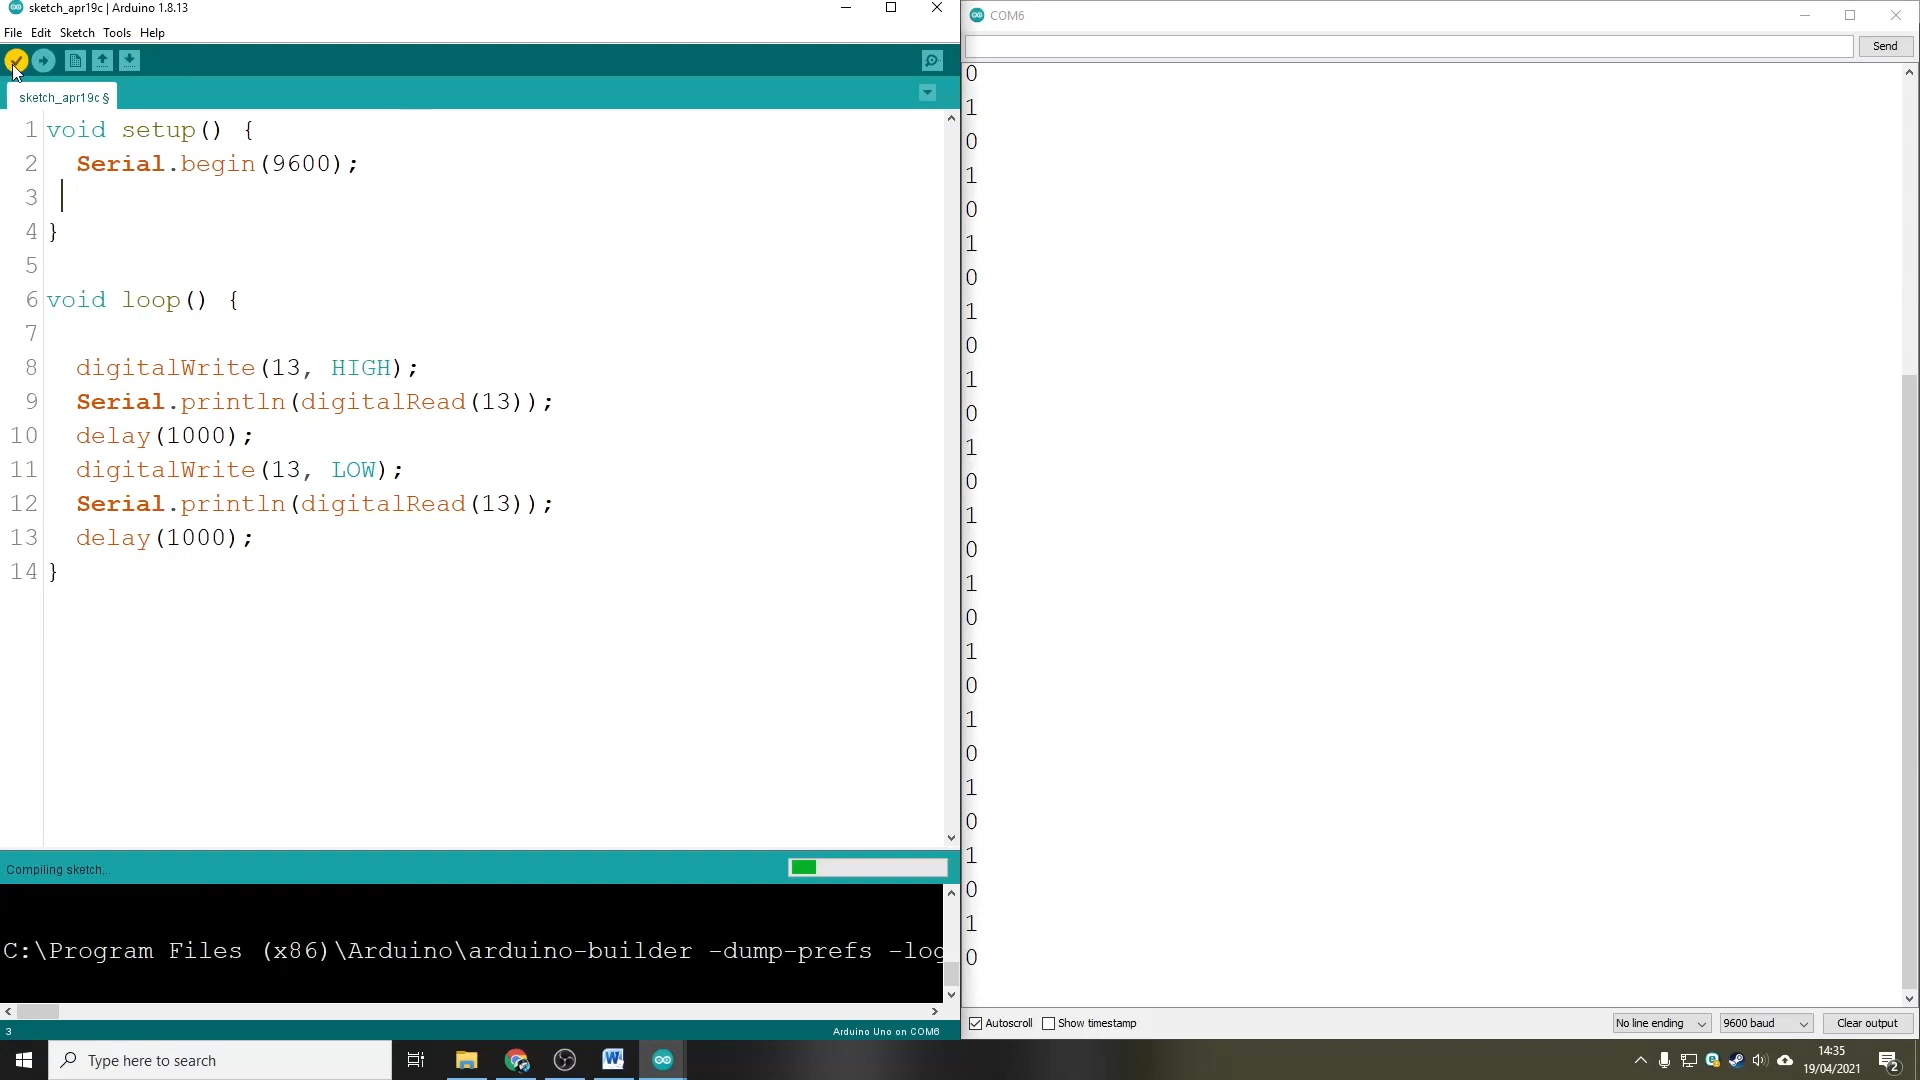 sketch_apr19c | Arduino 1.8.13
File Edit Sketch Tools Help
sketch_apr19c §
1 void setup() {
2 Serial.begin(9600);
3
4 }
5
6 void loop() {
7
8 digitalWrite(13, HIGH);
9 Serial.println(digitalRead(13));
10 delay(1000);
11 digitalWrite(13, LOW);
12 Serial.println(digitalRead(13));
13 delay(1000);
14 }
Compiling sketch...
C:\Program Files (x86)\Arduino\arduino-builder -dump-prefs -log
3 Arduino Uno on COM6
COM6
Send
0
1
0
1
0
1
0
1
0
1
0
1
0
1
0
1
0
1
0
1
0
1
0
1
0
1
0
Autoscroll Show timestamp No line ending 9600 baud Clear output
Type here to search
14:35
19/04/2021
2